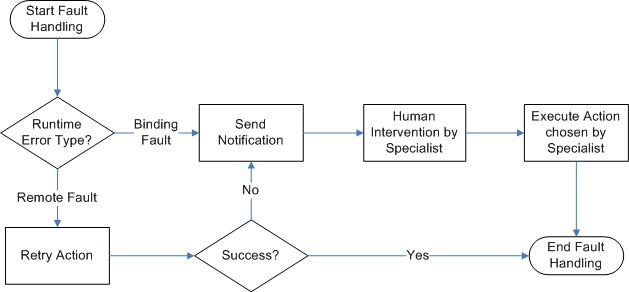 Start Fault
Handling
Runtime
Error Type?
Binding
Fault
Send
Notification
Human
Intervention by
Specialist
Execute Action
chosen by
Specialist
Remote Fault
No
Retry Action
Success?
Yes
End Fault
Handling